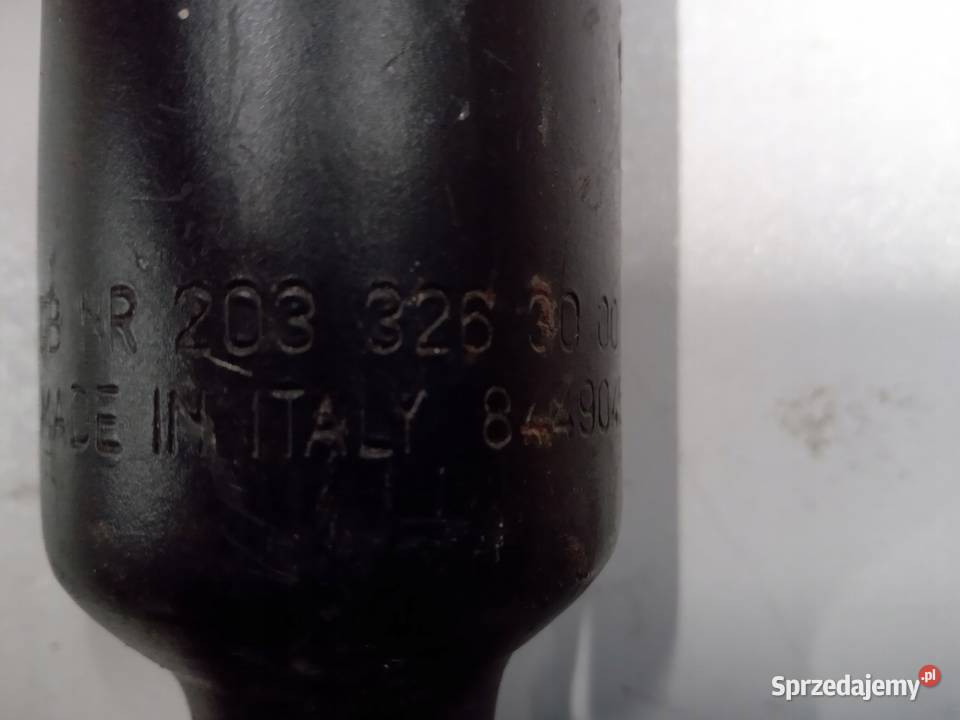 NR 203 326 30 00
MADE IN ITALY
Sprzedajemy.pl